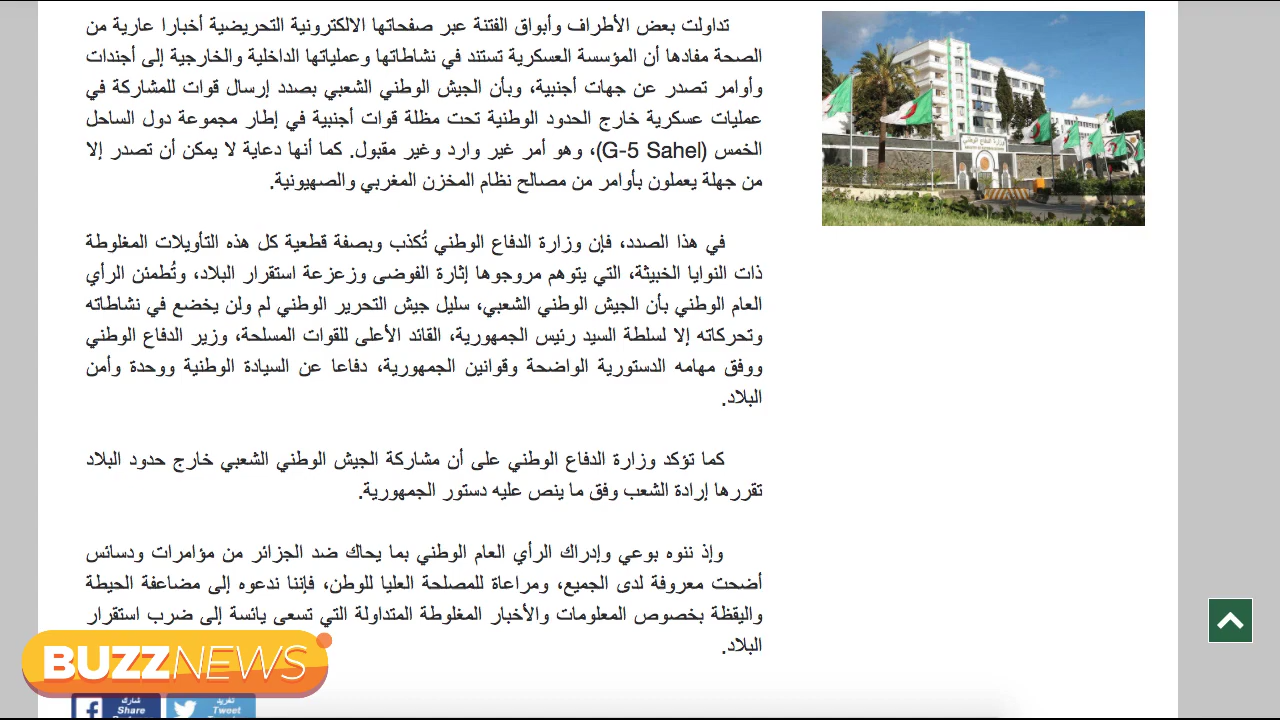 تداولت بعض الأطراف وأبواق الفتنة عبر صفحاتها الالكترونية التحريضية أخبارا عارية من
الصحة مفادها أن المؤسسة العسكرية تستند في نشاطاتها وعملياتها الداخلية والخارجية إلى أجندات
وأوامر تصدر عن جهات أجنبية، وبأن الجيش الوطني الشعبي بصدد إرسال قوات للمشاركة في
عمليات عسكرية خارج الحدود الوطنية تحت مظلة قوات أجنبية في إطار مجموعة دول الساحل
الخمس (G-5 Sahel)، وهو أمر غير وارد وغير مقبول. كما أنها دعاية لا يمكن أن تصدر إلا
من جهلة يعملون بأوامر من مصالح نظام المخزن المغربي والصهيونية.
في هذا الصدد، فإن وزارة الدفاع الوطني تُكذب وبصفة قطعية كل هذه التأويلات المغلوطة
ذات النوايا الخبيثة، التي يتوهم مروجوها إثارة الفوضى وزعزعة استقرار البلاد، وتُطمئن الرأي
العام الوطني بأن الجيش الوطني الشعبي، سليل جيش التحرير الوطني لم ولن يخضع في نشاطاته
وتحركاته إلا لسلطة السيد رئيس الجمهورية، القائد الأعلى للقوات المسلحة، وزير الدفاع الوطني
ووفق مهامه الدستورية الواضحة وقوانين الجمهورية، دفاعا عن السيادة الوطنية ووحدة وأمن
البلاد.
كما تؤكد وزارة الدفاع الوطني على أن مشاركة الجيش الوطني الشعبي خارج حدود البلاد
تقررها إرادة الشعب وفق ما ينص عليه دستور الجمهورية.
وإذ ننوه بوعي وإدراك الرأي العام الوطني بما يحاك ضد الجزائر من مؤامرات ودسائس
أضحت معروفة لدى الجميع، ومراعاة للمصلحة العليا للوطن، فإننا ندعوه إلى مضاعفة الحيطة
واليقظة بخصوص المعلومات والأخبار المغلوطة المتداولة التي تسعى يائسة إلى ضرب استقرار
البلاد.
وزارة الدفاع الوطني
BUZZNEWS
شارك
Share
تغريد
Tweet